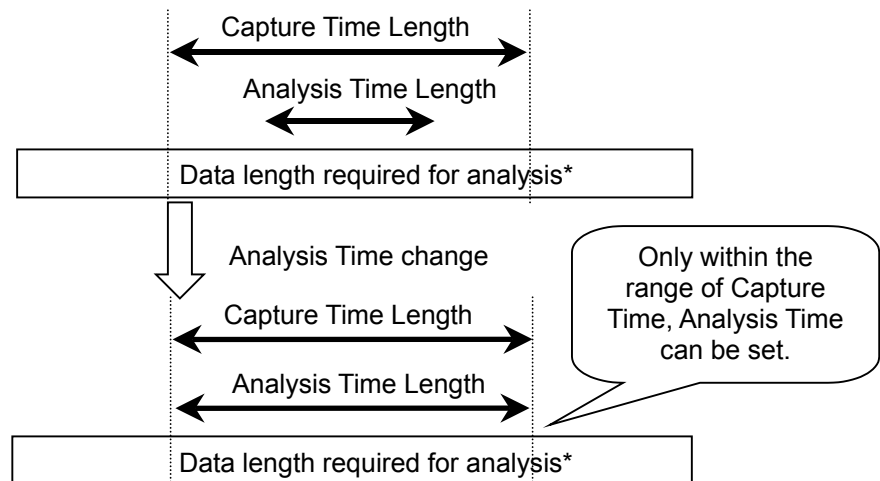 Capture Time Length
Analysis Time Length
Data length required for analysis*
Analysis Time change
Only within the
range of Capture
Time, Analysis Time
can be set.
Capture Time Length
Analysis Time Length
Data length required for analysis*